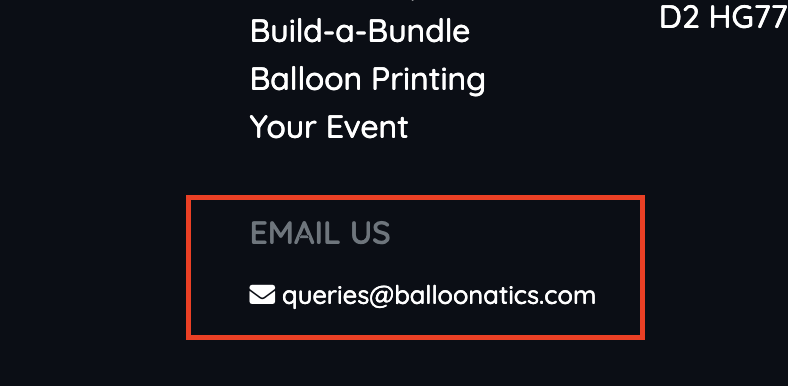 Build-a-Bundle
D2 HG77
Balloon Printing
Your Event
EMAIL US
queries@balloonatics.com